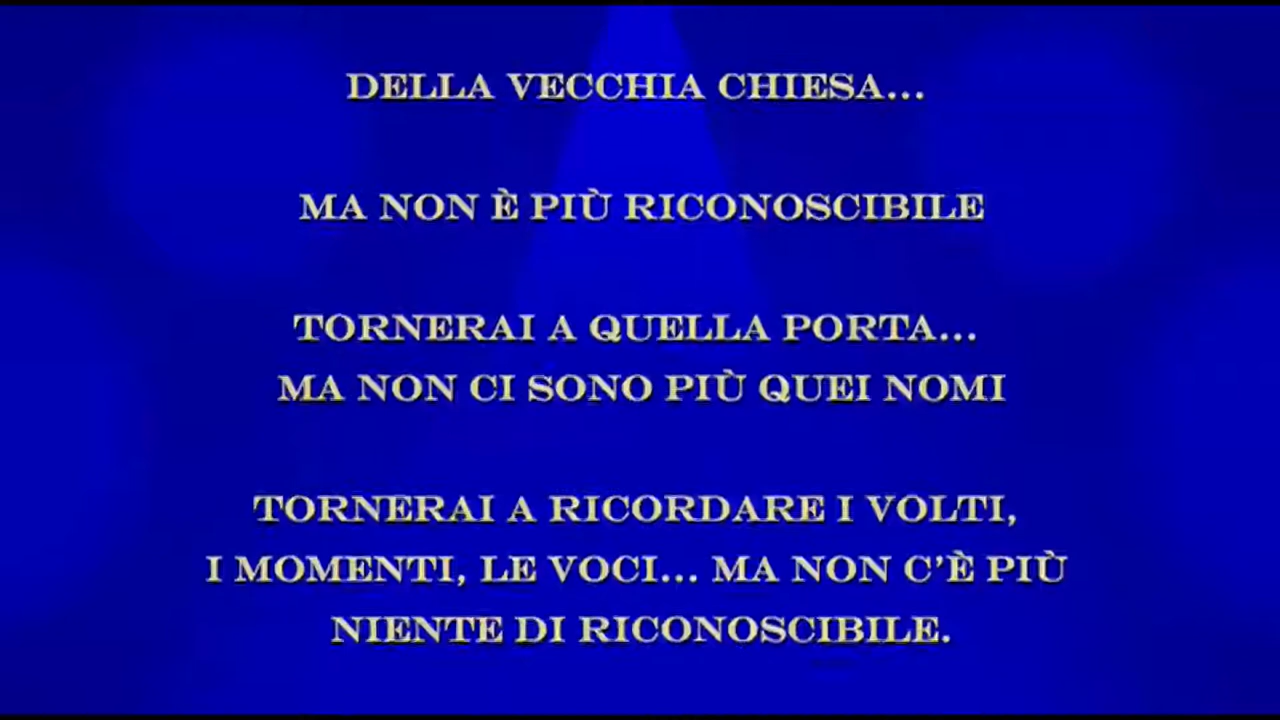 DELLA VECCHIA CHIESA...
MA NON È PIÙ RICONOSCIBILE
TORNERAI A QUELLA PORTA...
MA NON CI SONO PIÙ QUEI NOMI
TORNERAI A RICORDARE I VOLTI,
I MOMENTI, LE VOCI... MA NON C'È PIÙ
NIENTE DI RICONOSCIBILE.